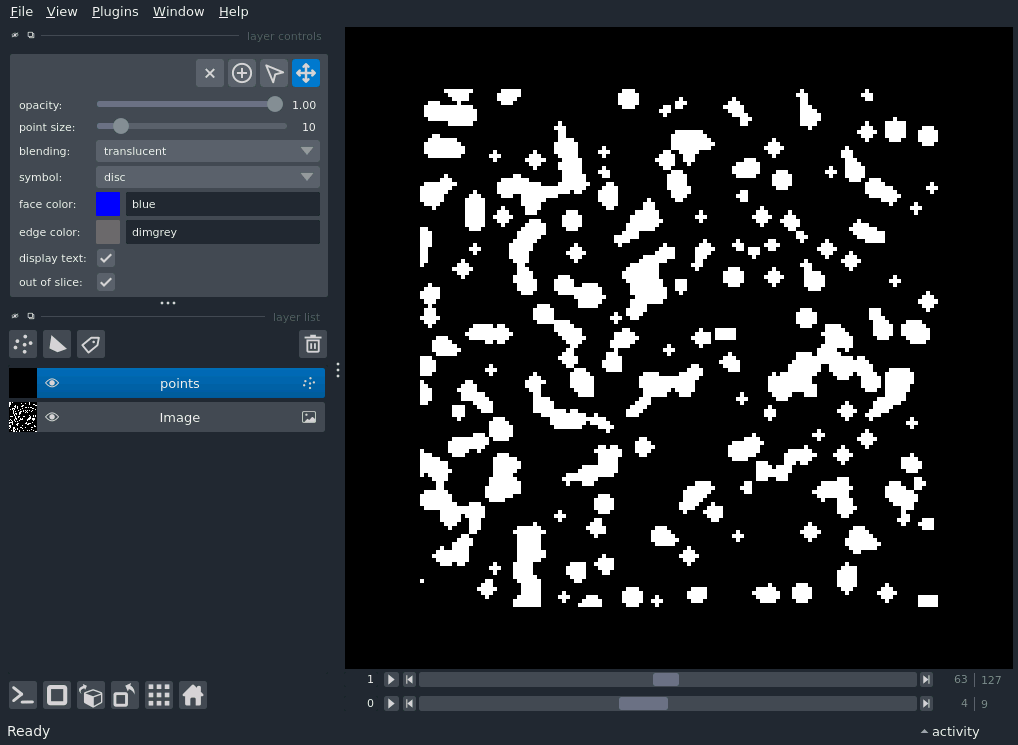 File View Plugins Window Help
layer controls
opacity: 1.00
point size: 10
blending: translucent
symbol: disc
face color: blue
edge color: dimgrey
display text:
out of slice:
layer list
points
Image
1 63 127
0 4 9
Ready activity